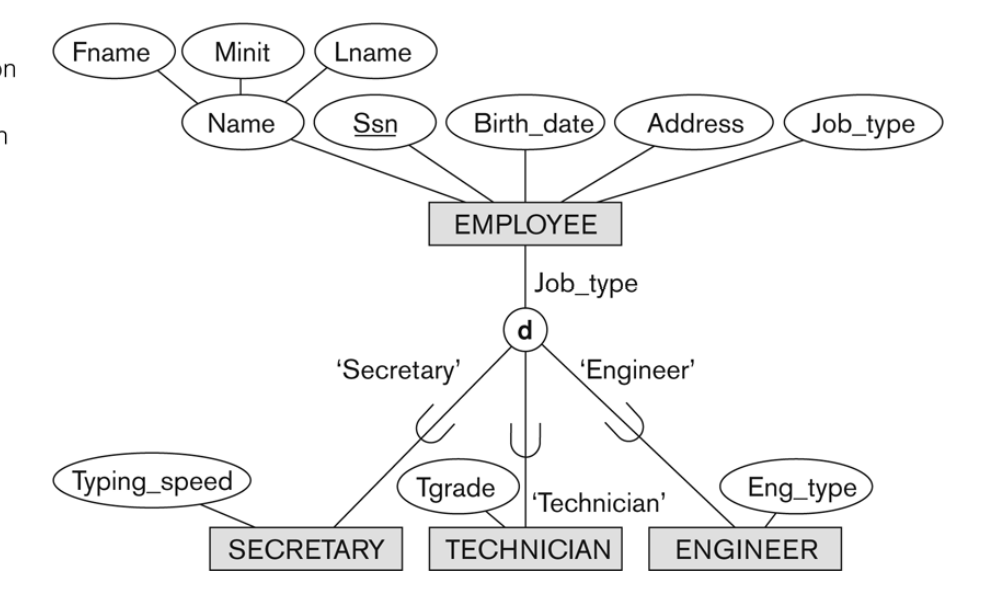 on
n
Fname
Minit
Lname
Name
Ssn
Birth_date
Address
Job_type
EMPLOYEE
Job_type
d
‘Secretary’
‘Engineer’
Typing_speed
Tgrade
‘Technician’
Eng_type
SECRETARY
TECHNICIAN
ENGINEER